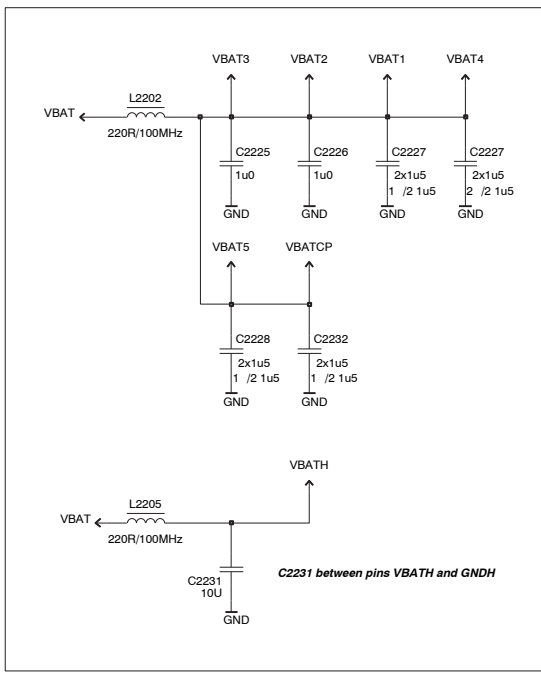 VBAT3 VBAT2 VBAT1 VBAT4
L2202
VBAT
220R/100MHz
C2225 C2226 C2227 C2227
1u0 1u0 2x1u5 2x1u5
1 /2 1u5 2 /2 1u5
GND GND GND GND
VBAT5 VBATCP
C2228 C2232
2x1u5 2x1u5
1 /2 1u5 1 /2 1u5
GND GND
VBATH
L2205
VBAT
220R/100MHz
C2231 between pins VBATH and GNDH
C2231
10U
GND